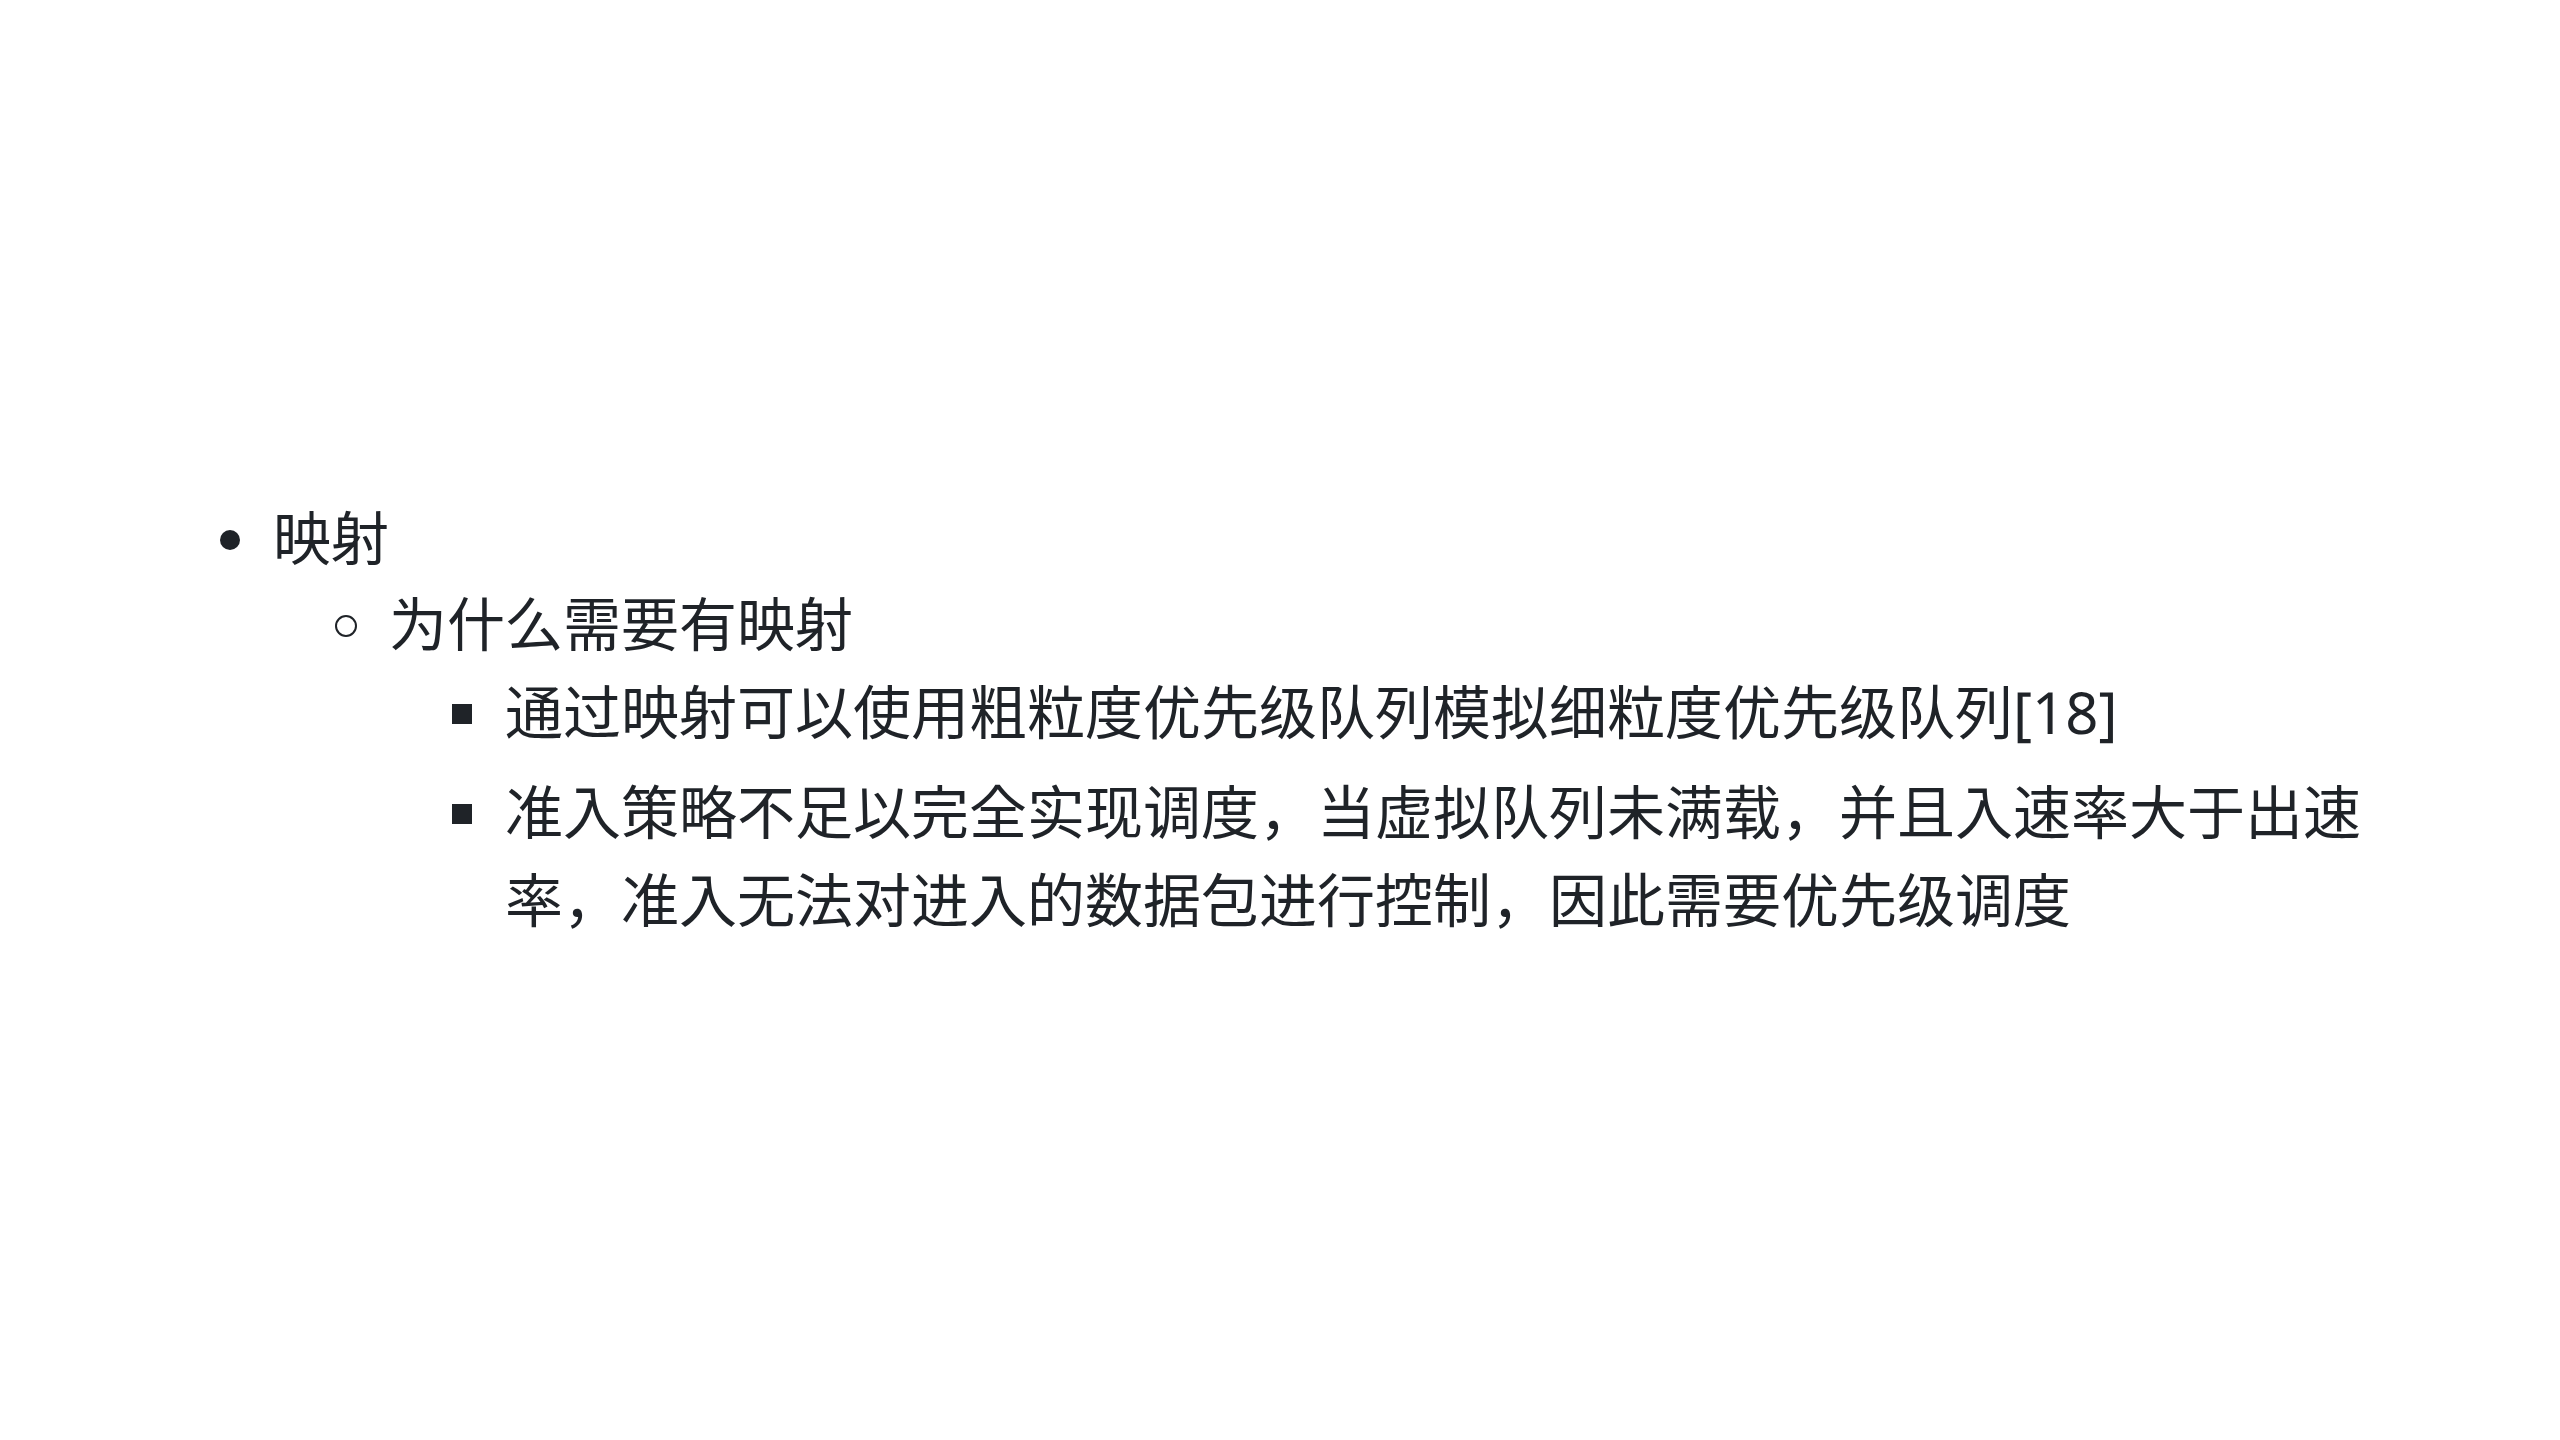 映射
为什么需要有映射
通过映射可以使用粗粒度优先级队列模拟细粒度优先级队列[18]
准入策略不足以完全实现调度，当虚拟队列未满载，并且入速率大于出速
率，准入无法对进入的数据包进行控制，因此需要优先级调度